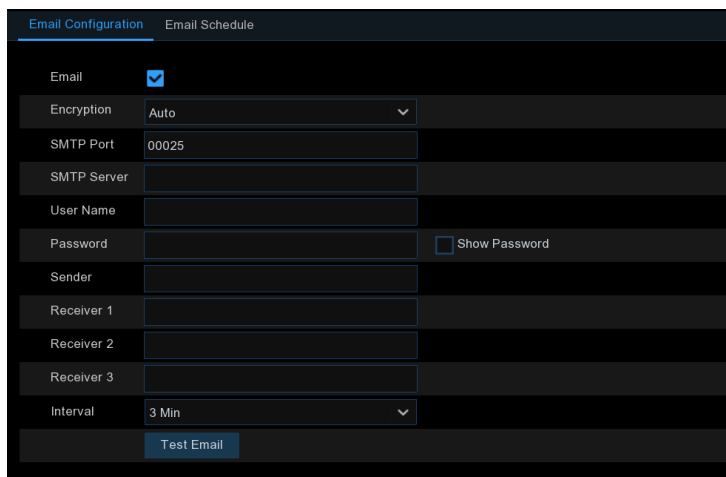 Email Configuration Email Schedule
Email
Encryption Auto
SMTP Port 00025
SMTP Server
User Name
Password Show Password
Sender
Receiver 1
Receiver 2
Receiver 3
Interval 3 Min
Test Email